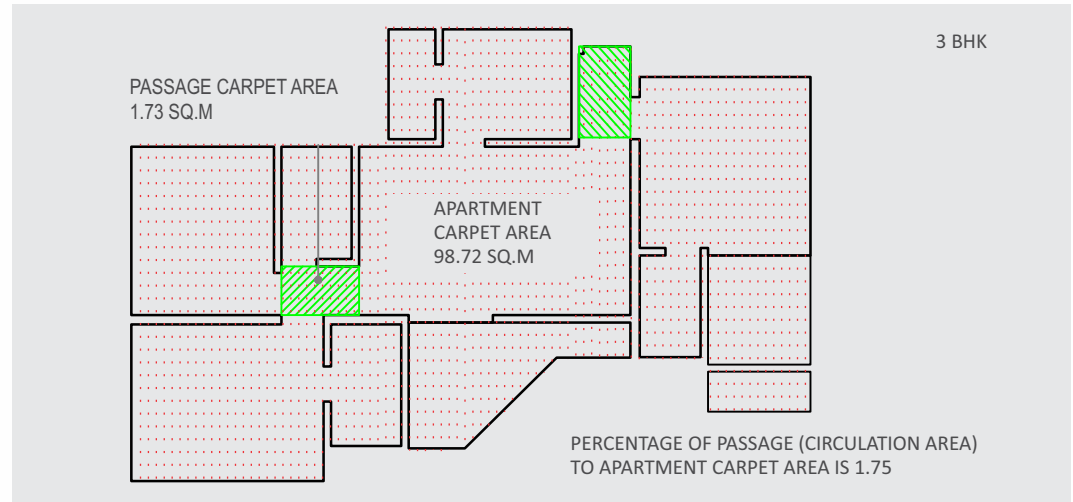 3 BHK
PASSAGE CARPET AREA
1.73 SQ.M
APARTMENT
CARPET AREA
98.72 SQ.M
PERCENTAGE OF PASSAGE (CIRCULATION AREA)
TO APARTMENT CARPET AREA IS 1.75